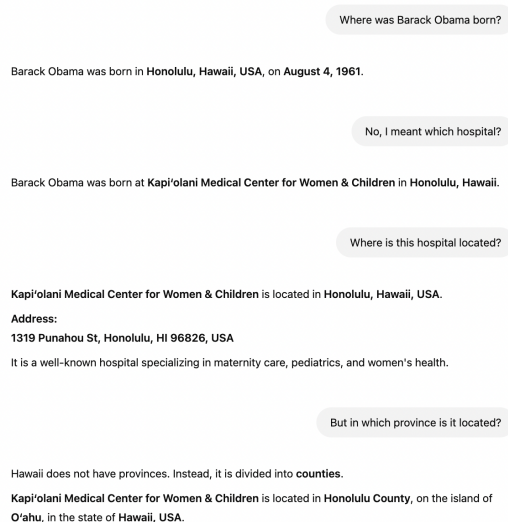 Where was Barack Obama born?
Barack Obama was born in Honolulu, Hawaii, USA, on August 4, 1961.
No, I meant which hospital?
Barack Obama was born at Kapiʻolani Medical Center for Women & Children in Honolulu, Hawaii.
Where is this hospital located?
Kapiʻolani Medical Center for Women & Children is located in Honolulu, Hawaii, USA.
Address:
1319 Punahou St, Honolulu, HI 96826, USA
It is a well-known hospital specializing in maternity care, pediatrics, and women's health.
But in which province is it located?
Hawaii does not have provinces. Instead, it is divided into counties.
Kapiʻolani Medical Center for Women & Children is located in Honolulu County, on the island of
Oʻahu, in the state of Hawaii, USA.